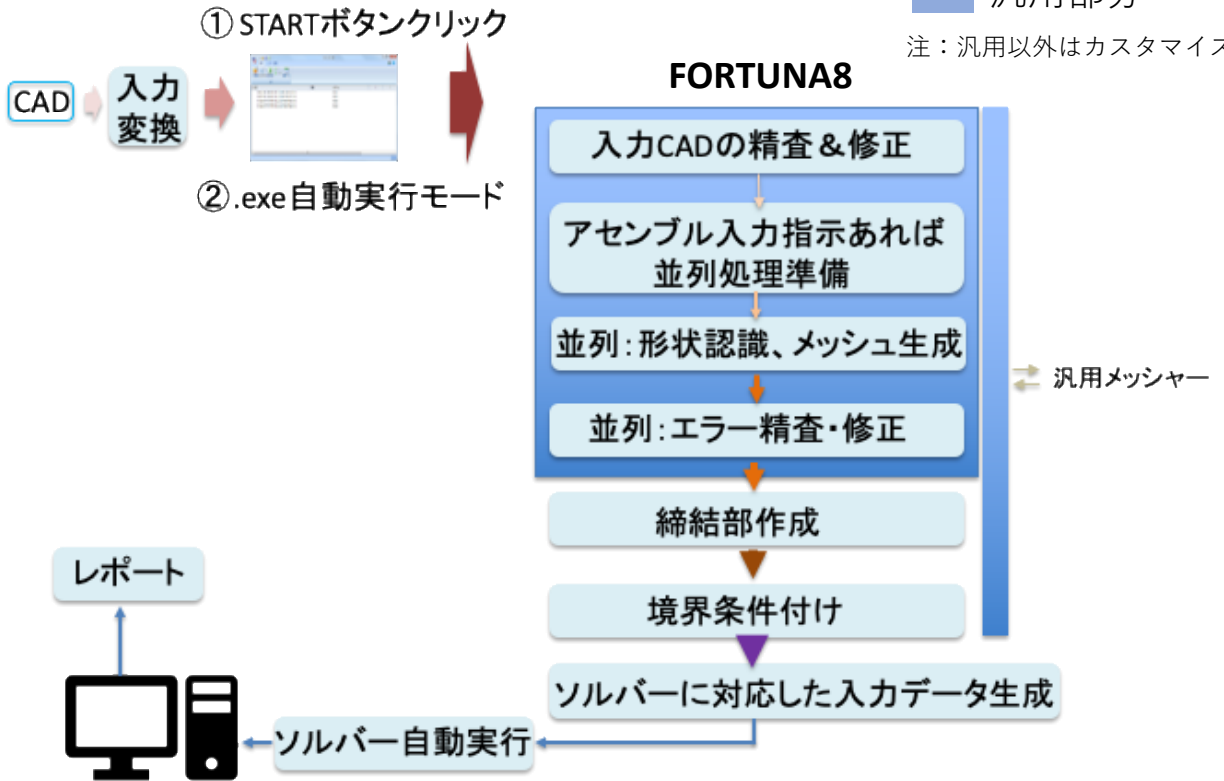 ①STARTボタンクリック
注：汎用以外はカスタマイズ
FORTUNA8
CAD
入力
変換
②.exe自動実行モード
入力CADの精査＆修正
アセンブル入力指示あれば
並列処理準備
並列：形状認識、メッシュ生成
並列：エラー精査・修正
汎用メッシャー
締結部作成
境界条件付け
ソルバーに対応した入力データ生成
ソルバー自動実行
レポート